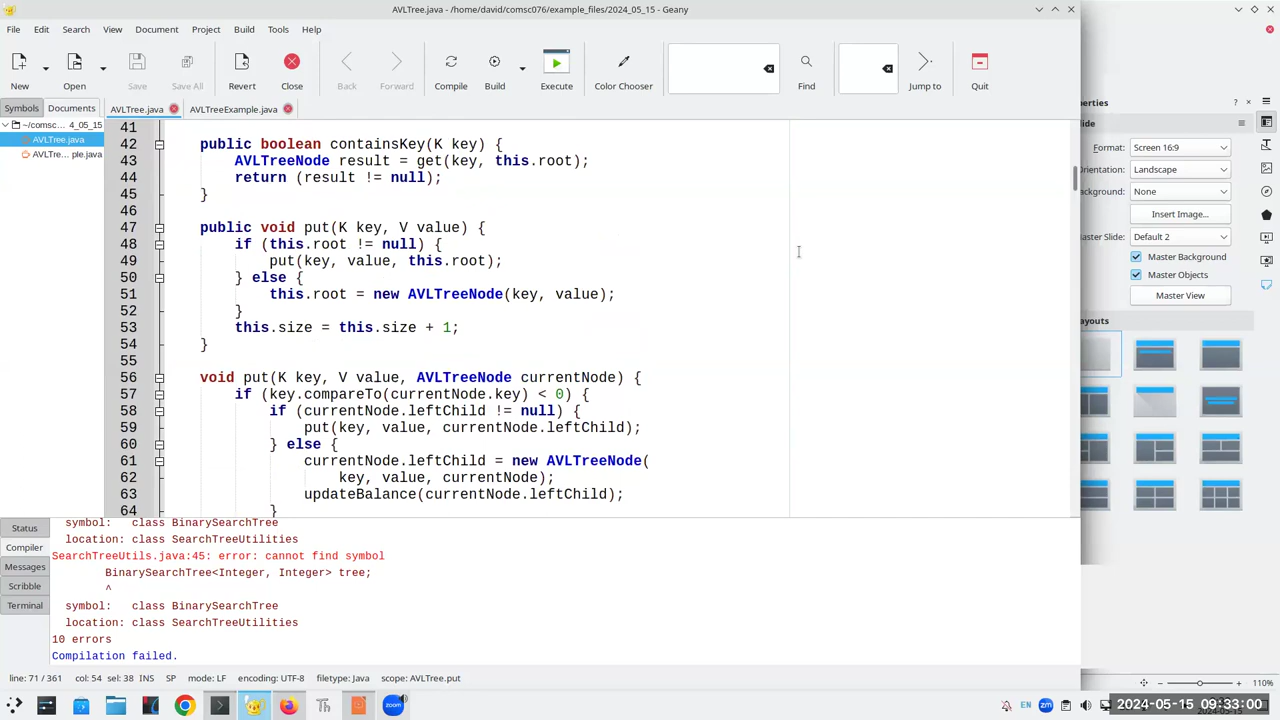 AVLTree.java - /home/david/comsc076/example_files/2024_05_15 - Geany
File Edit Search View Document Project Build Tools Help
New Open Save Save All Revert Close Back Forward Compile Build Execute Color Chooser Find Jump to Quit
Symbols Documents AVLTree.java AVLTreeExample.java
~/comsc... 4_05_15
AVLTree.java
AVLTre... ple.java
41
42 public boolean containsKey(K key) {
43 AVLTreeNode result = get(key, this.root);
44 return (result != null);
45 }
46
47 public void put(K key, V value) {
48 if (this.root != null) {
49 put(key, value, this.root);
50 } else {
51 this.root = new AVLTreeNode(key, value);
52 }
53 this.size = this.size + 1;
54 }
55
56 void put(K key, V value, AVLTreeNode currentNode) {
57 if (key.compareTo(currentNode.key) < 0) {
58 if (currentNode.leftChild != null) {
59 put(key, value, currentNode.leftChild);
60 } else {
61 currentNode.leftChild = new AVLTreeNode(
62 key, value, currentNode);
63 updateBalance(currentNode.leftChild);
64 }
Status
Compiler
Messages
Scribble
Terminal
symbol: class BinarySearchTree
location: class SearchTreeUtilities
SearchTreeUtils.java:45: error: cannot find symbol
BinarySearchTree<Integer, Integer> tree;
^
symbol: class BinarySearchTree
location: class SearchTreeUtilities
10 errors
Compilation failed.
line: 71 / 361 col: 54 sel: 38 INS SP mode: LF encoding: UTF-8 filetype: Java scope: AVLTree.put
perties
lide
Format: Screen 16:9
Orientation: Landscape
Background: None
Insert Image...
Master Slide: Default 2
Master Background
Master Objects
Master View
ayouts
110%
Th zoom EN zm
2024-05-15 09:33:00